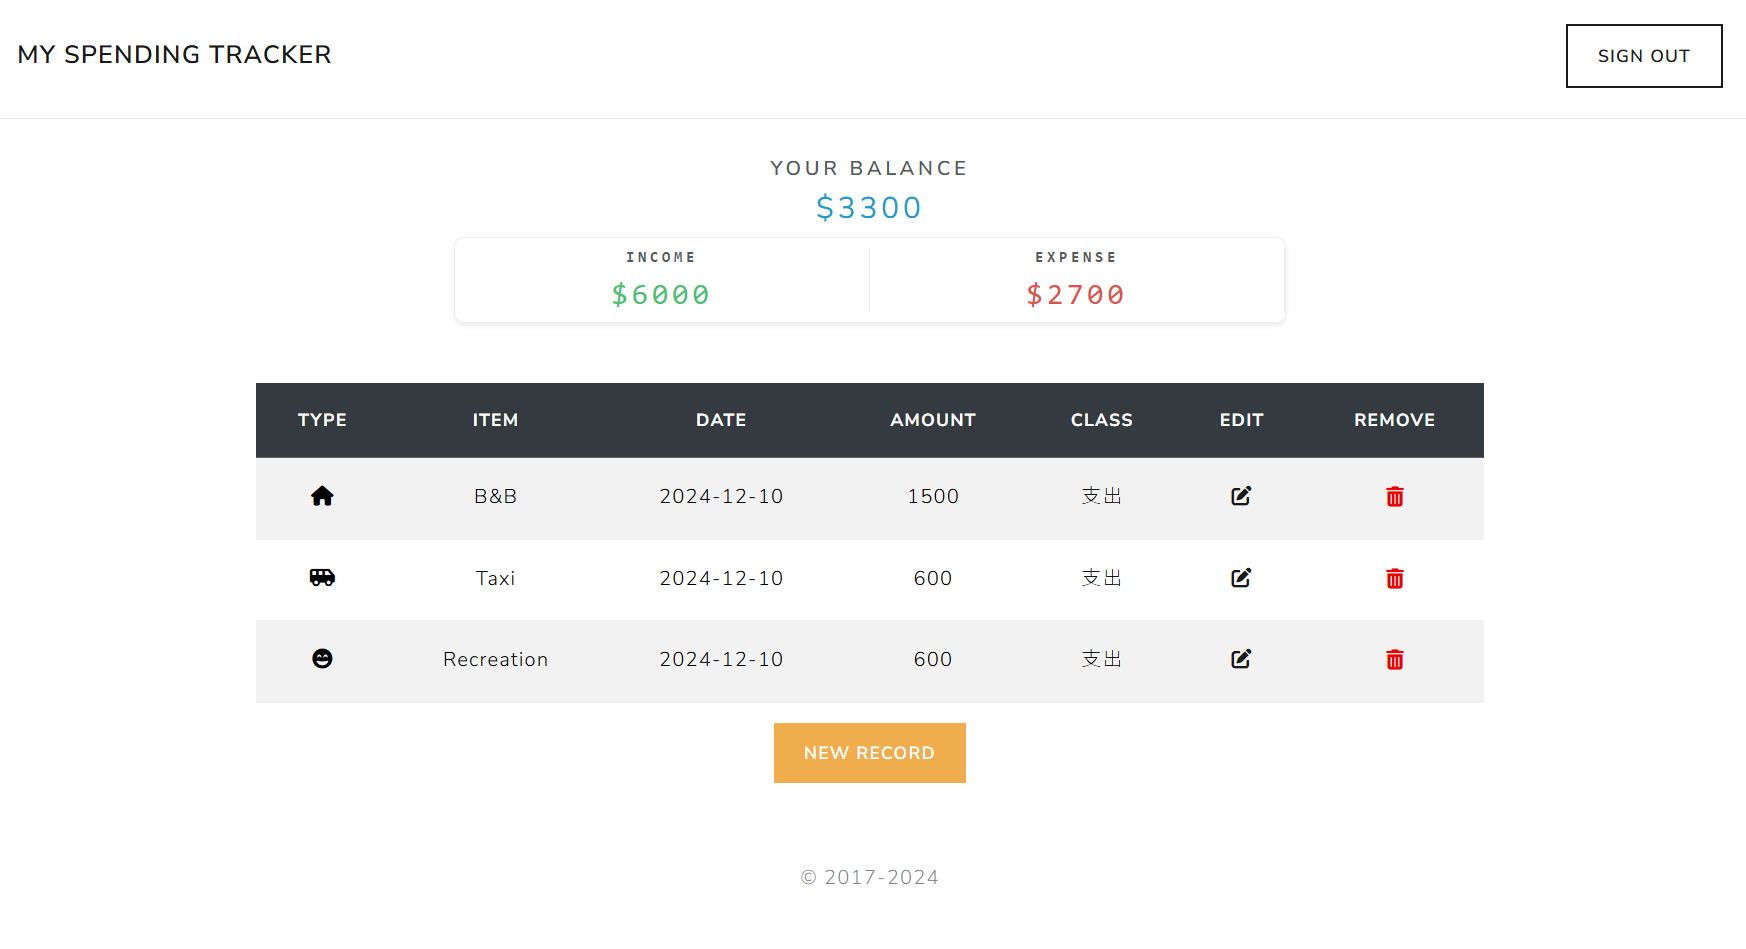 MY SPENDING TRACKER
SIGN OUT
YOUR BALANCE
$3300
INCOME
$6000
EXPENSE
$2700
TYPE ITEM DATE AMOUNT CLASS EDIT REMOVE
B&B 2024-12-10 1500 支出
Taxi 2024-12-10 600 支出
Recreation 2024-12-10 600 支出
NEW RECORD
© 2017-2024